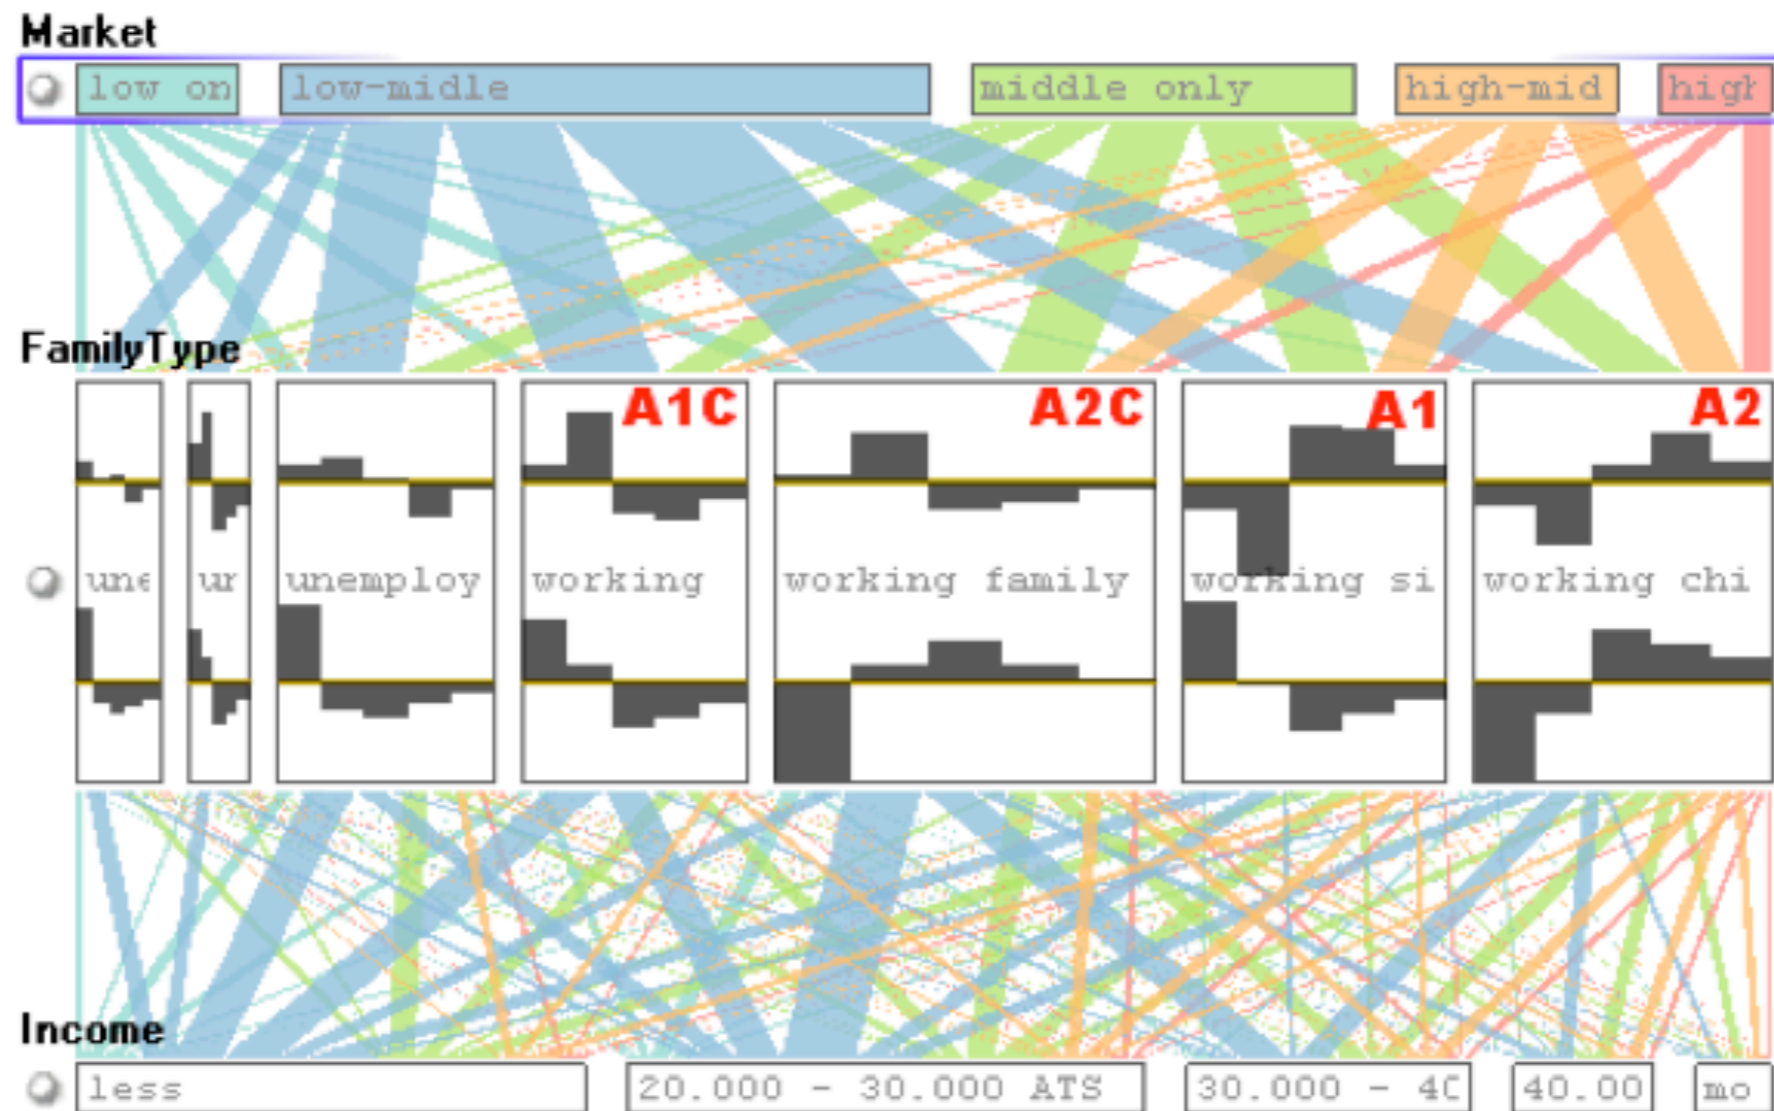 Market
low on low-midle middle only high-mid high
FamilyType
A1C A2C A1 A2
une ur unemploy working working family working si working chi
Income
less 20.000 - 30.000 ATS 30.000 - 40 40.00 mo